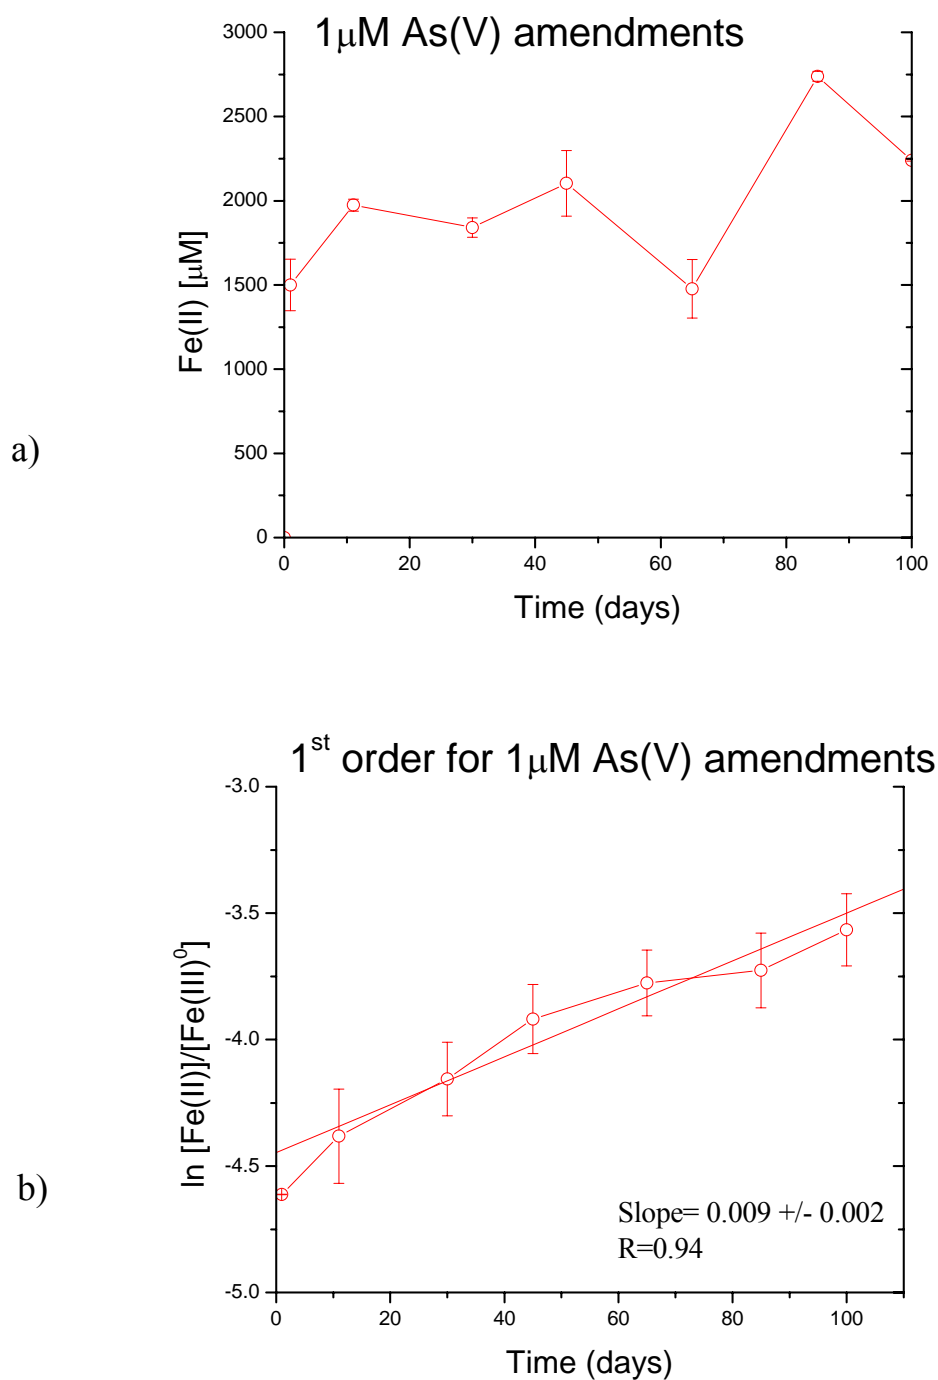 1μM As(V) amendments
3000
2500
2000
1500
1000
500
0
Fe(II) [μM]
0 20 40 60 80 100
Time (days)
a)
1st order for 1μM As(V) amendments
-3.0
-3.5
-4.0
-4.5
-5.0
ln [Fe(II)]/[Fe(III)0]
Slope= 0.009 +/- 0.002
R=0.94
0 20 40 60 80 100
Time (days)
b)